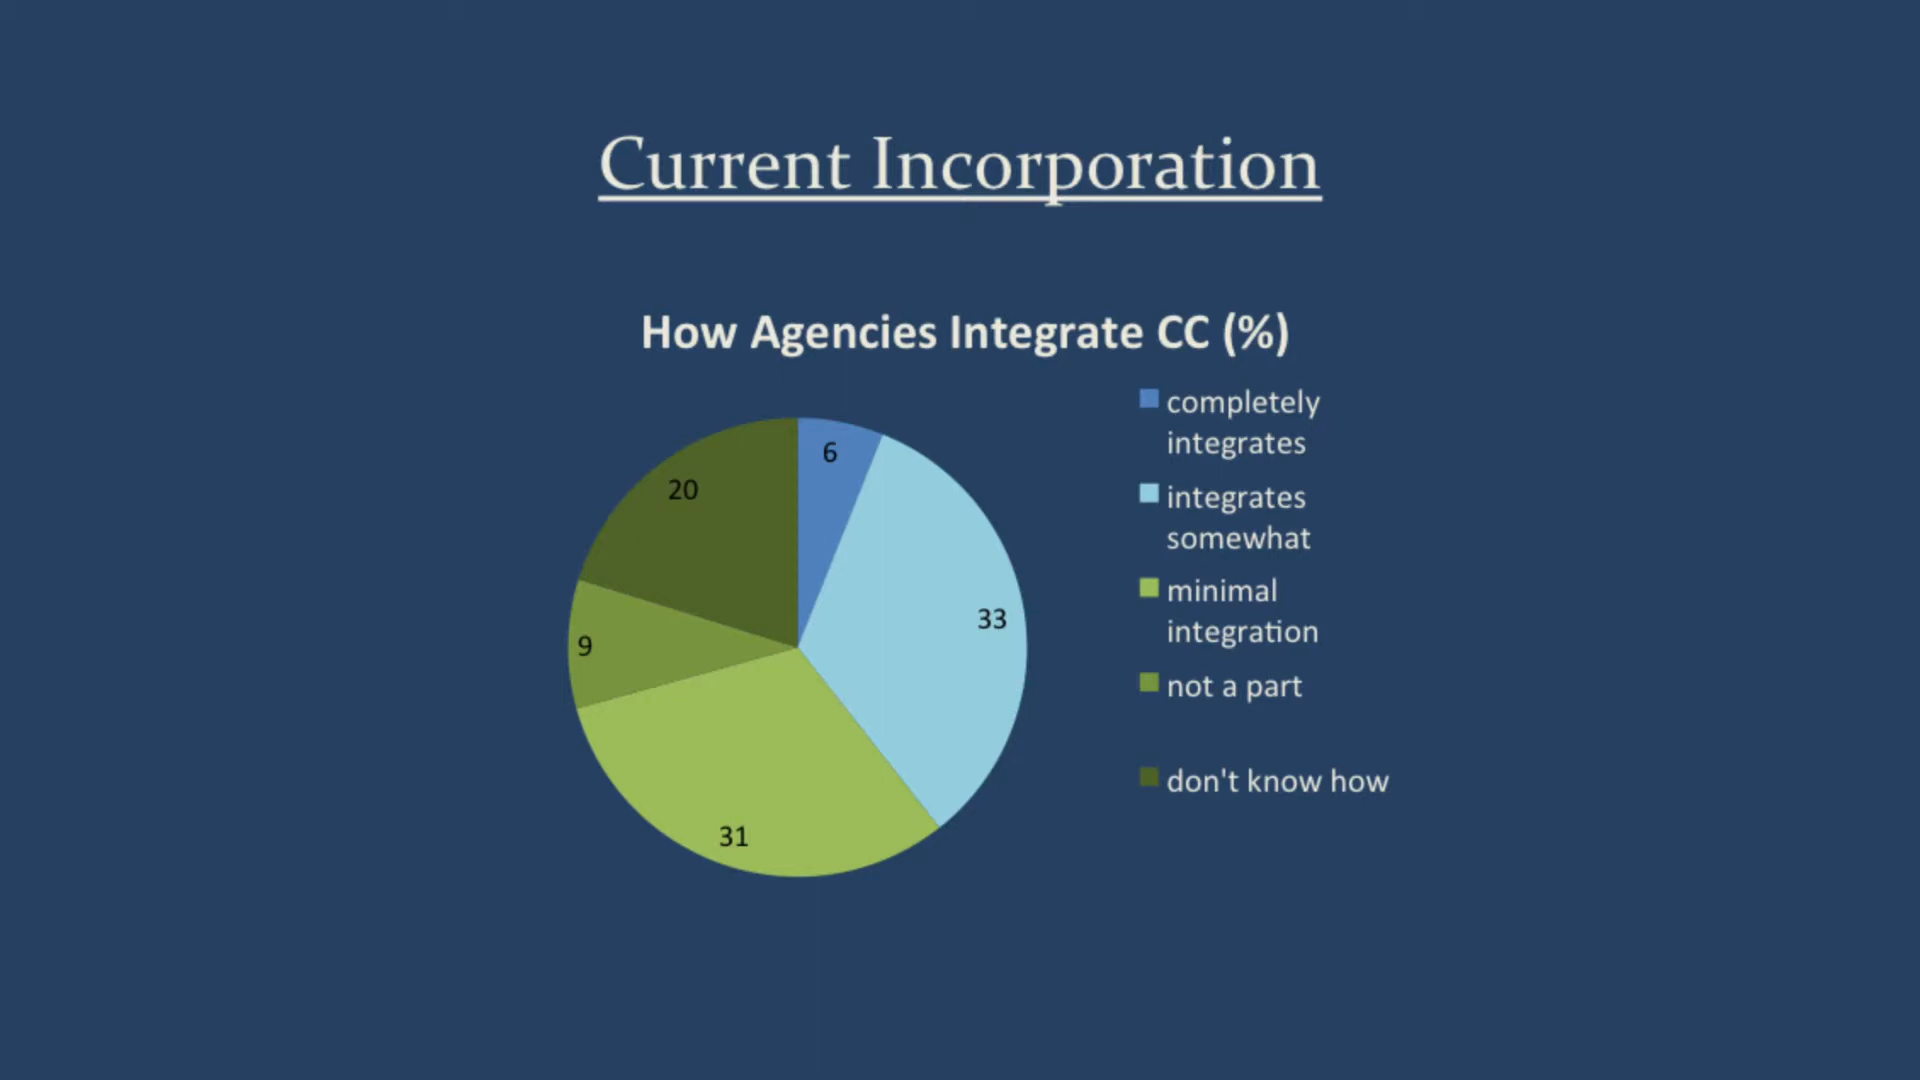 Current Incorporation
How Agencies Integrate CC (%)
completely
integrates
integrates
somewhat
minimal
integration
not a part
don't know how
6
33
31
9
20